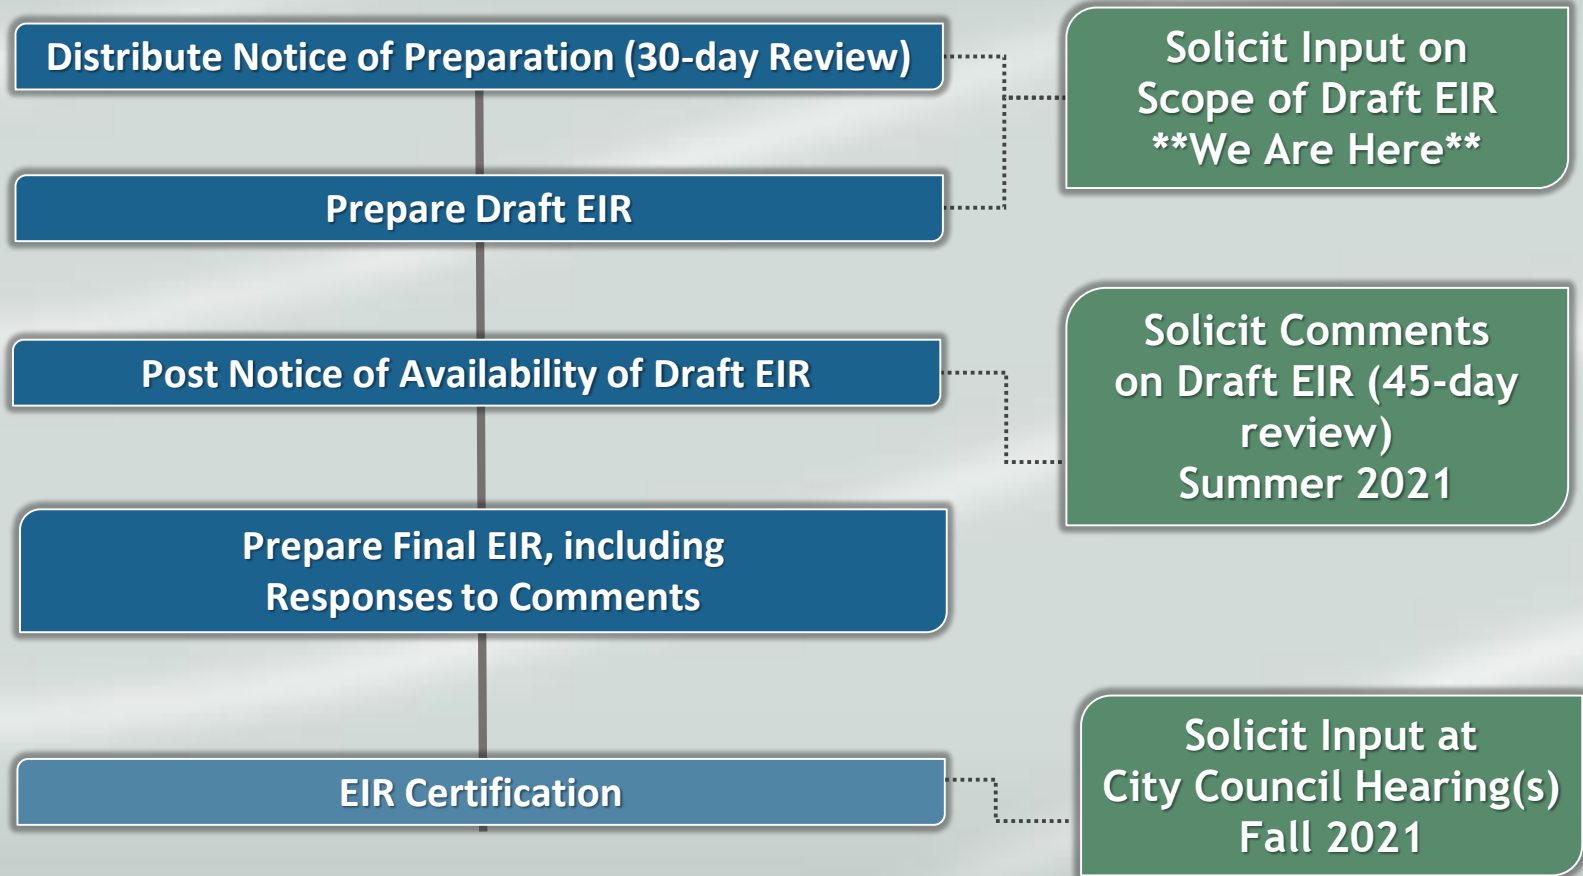 Distribute Notice of Preparation (30-day Review)
Solicit Input on
Scope of Draft EIR
**We Are Here**
Prepare Draft EIR
Post Notice of Availability of Draft EIR
Solicit Comments
on Draft EIR (45-day
review)
Summer 2021
Prepare Final EIR, including
Responses to Comments
EIR Certification
Solicit Input at
City Council Hearing(s)
Fall 2021